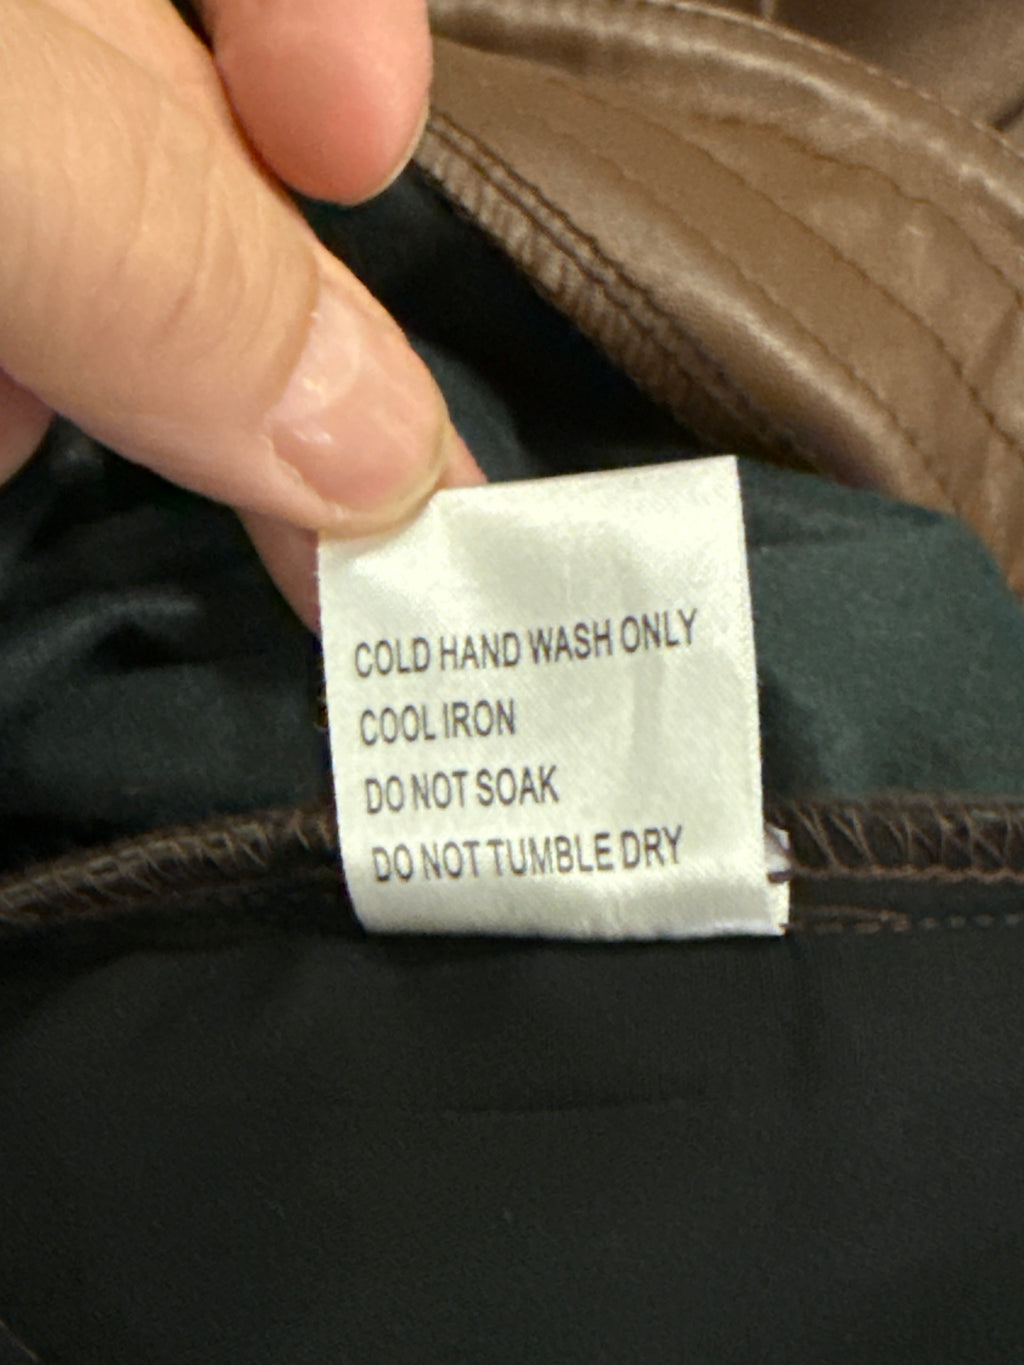 COLD HAND WASH ONLY
COOL IRON
DO NOT SOAK
DO NOT TUMBLE DRY